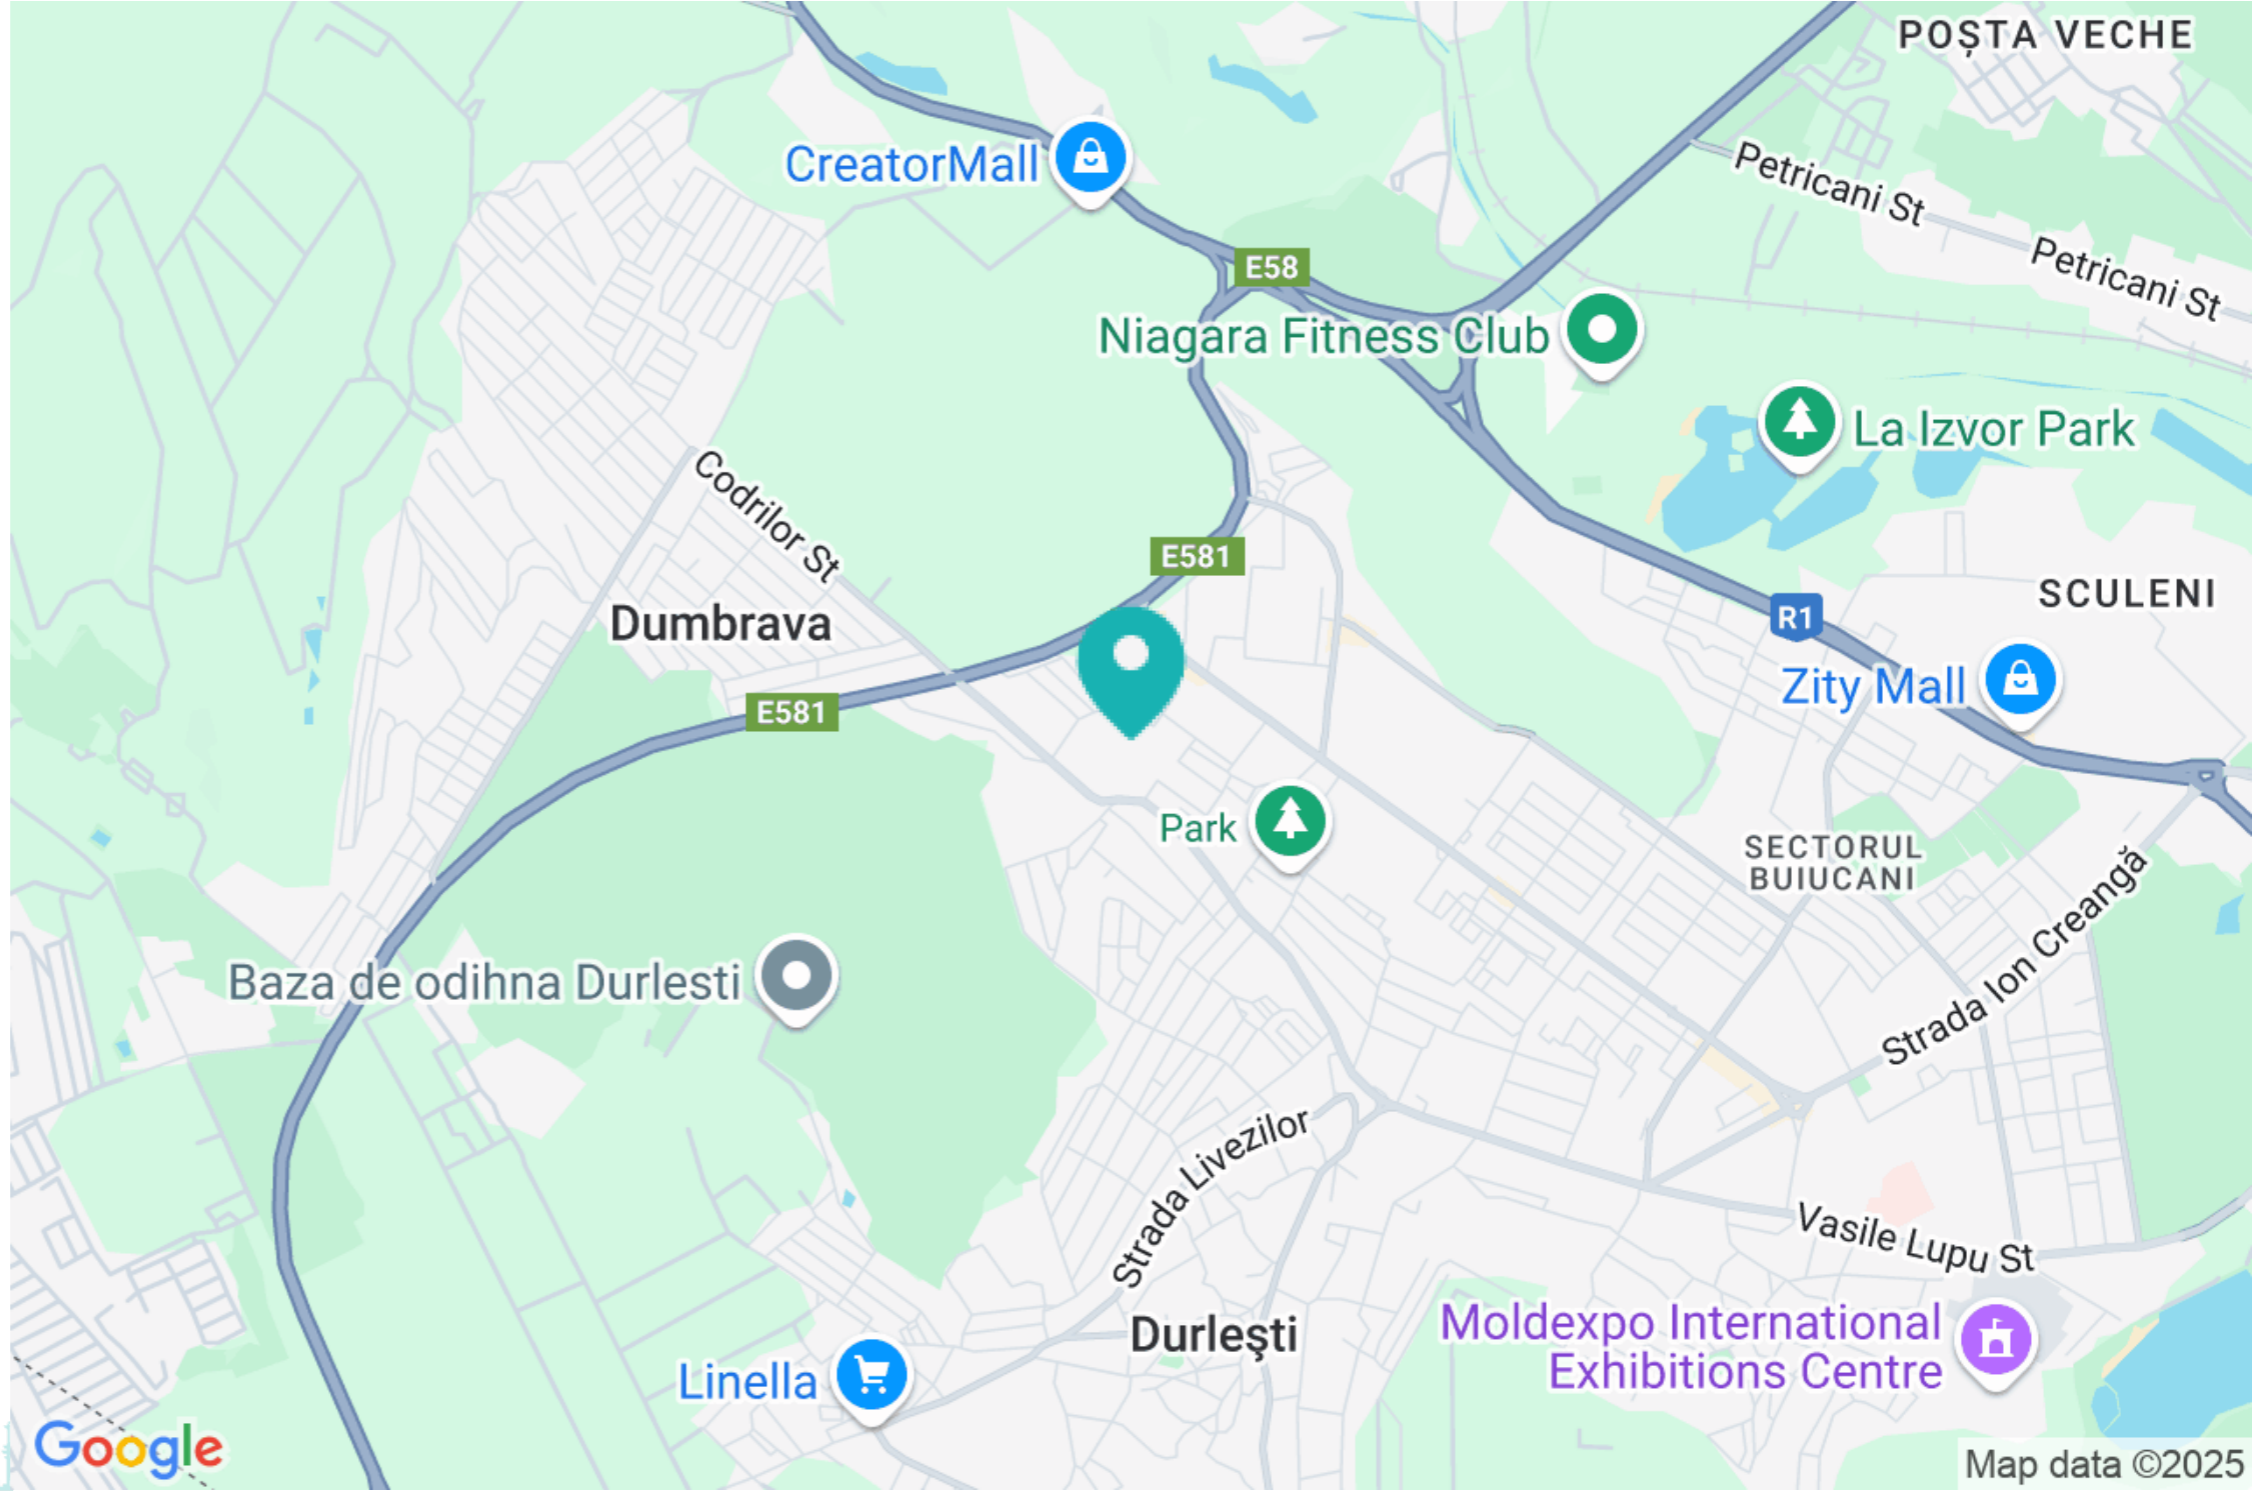 POȘTA VECHE
CreatorMall
Petricani St
Petricani St
E58
Niagara Fitness Club
La Izvor Park
Codrilor St
E581
SCULENI
Dumbrava
R1
Zity Mall
E581
Park
SECTORUL
BUIUCANI
Strada Ion Creangă
Baza de odihna Durlesti
Strada Livezilor
Vasile Lupu St
Durleşti
Moldexpo International
Exhibitions Centre
Linella
Google
Map data ©2025